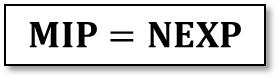 MIP = NEXP